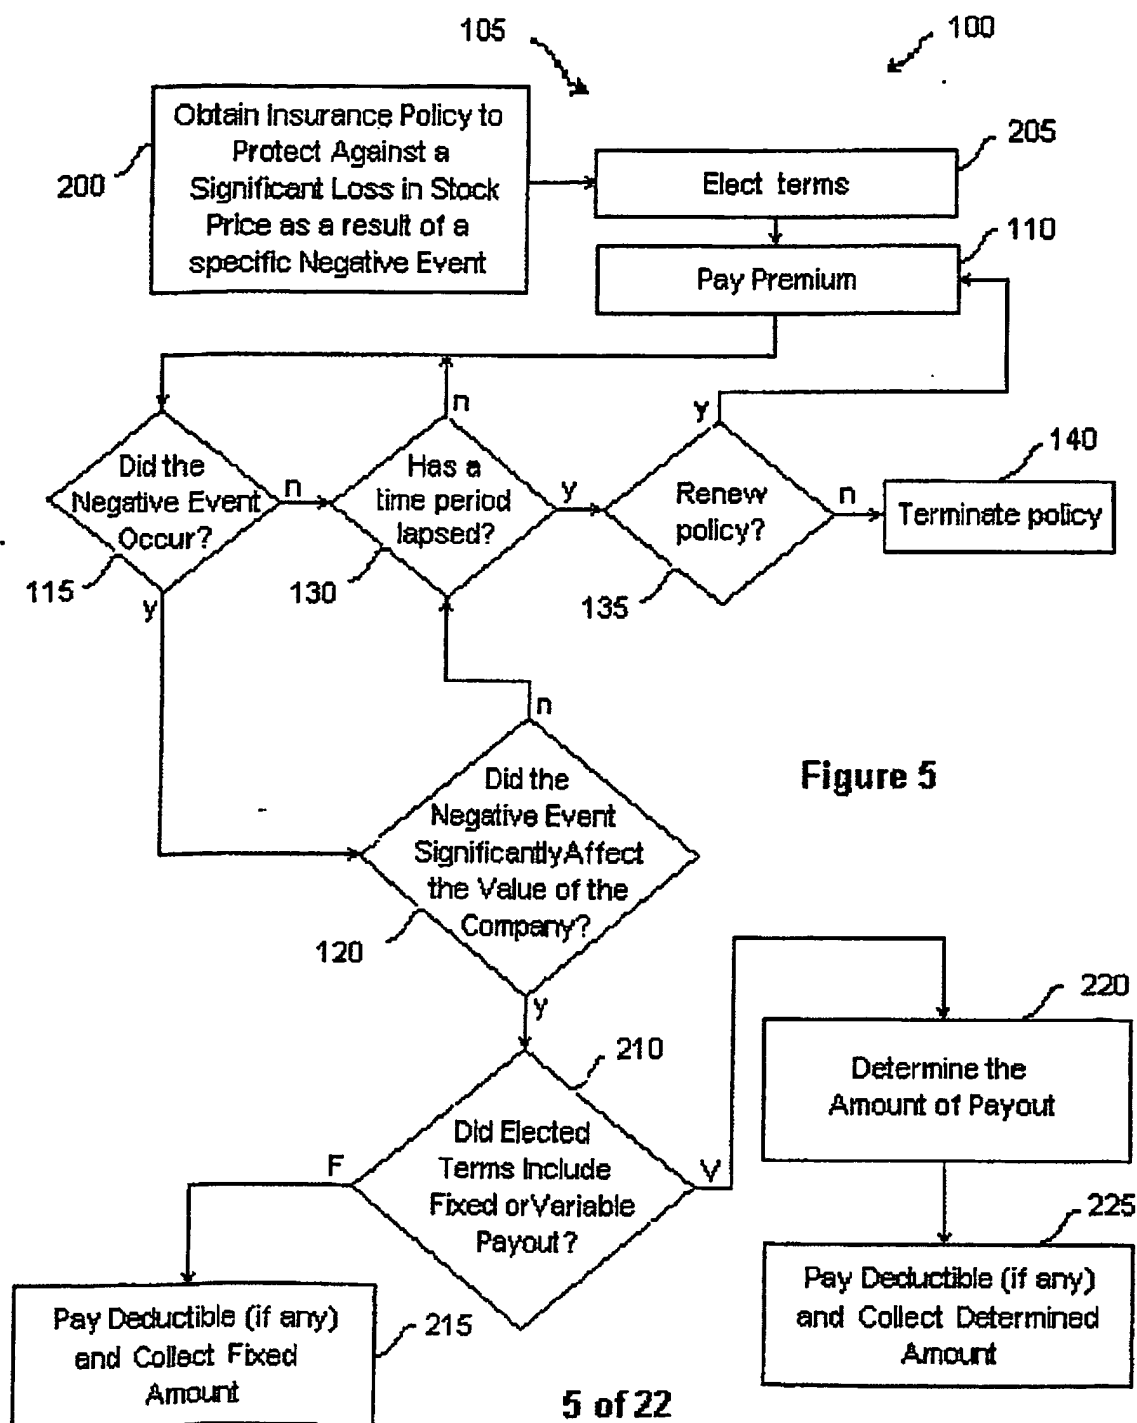 105
100
Obtain Insurance Policy to
Protect Against a
Significant Loss in Stock
Price as a result of a
specific Negative Event
200
205
Elect terms
110
Pay Premium
n
y
140
Did the
Negative Event
Occur?
n
Has a
time period
lapsed?
y
Renew
policy?
n
Terminate policy
115
130
135
y
n
Did the
Negative Event
Significantly Affect
the Value of the
Company?
Figure 5
120
y
210
220
Determine the
Amount of Payout
Did Elected
Terms Include
Fixed or Variable
Payout?
F
V
225
Pay Deductible (if any)
and Collect Determined
Amount
Pay Deductible (if any)
and Collect Fixed
Amount
215
5 of 22